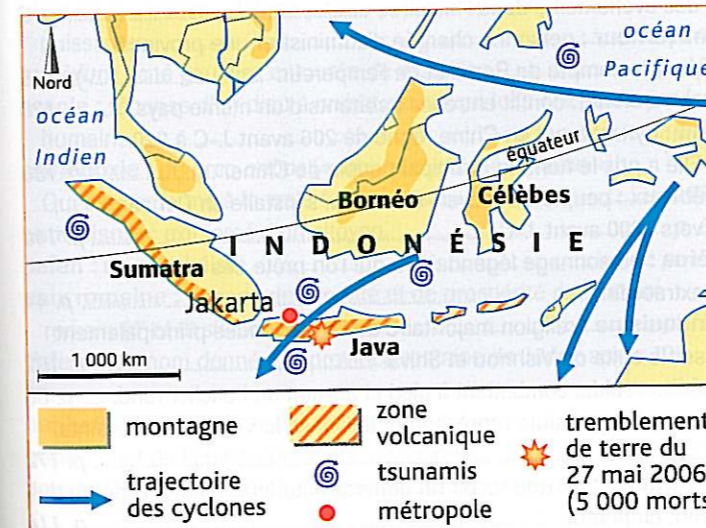 océan
Pacifique
Nord
océan
Indien
équateur
Bornéo
Célèbes
INDONÉSIE
Sumatra
Jakarta
Java
1 000 km
montagne
zone
volcanique
tremblement
de terre du
27 mai 2006
(5 000 morts
trajectoire
des cyclones
tsunamis
métropole